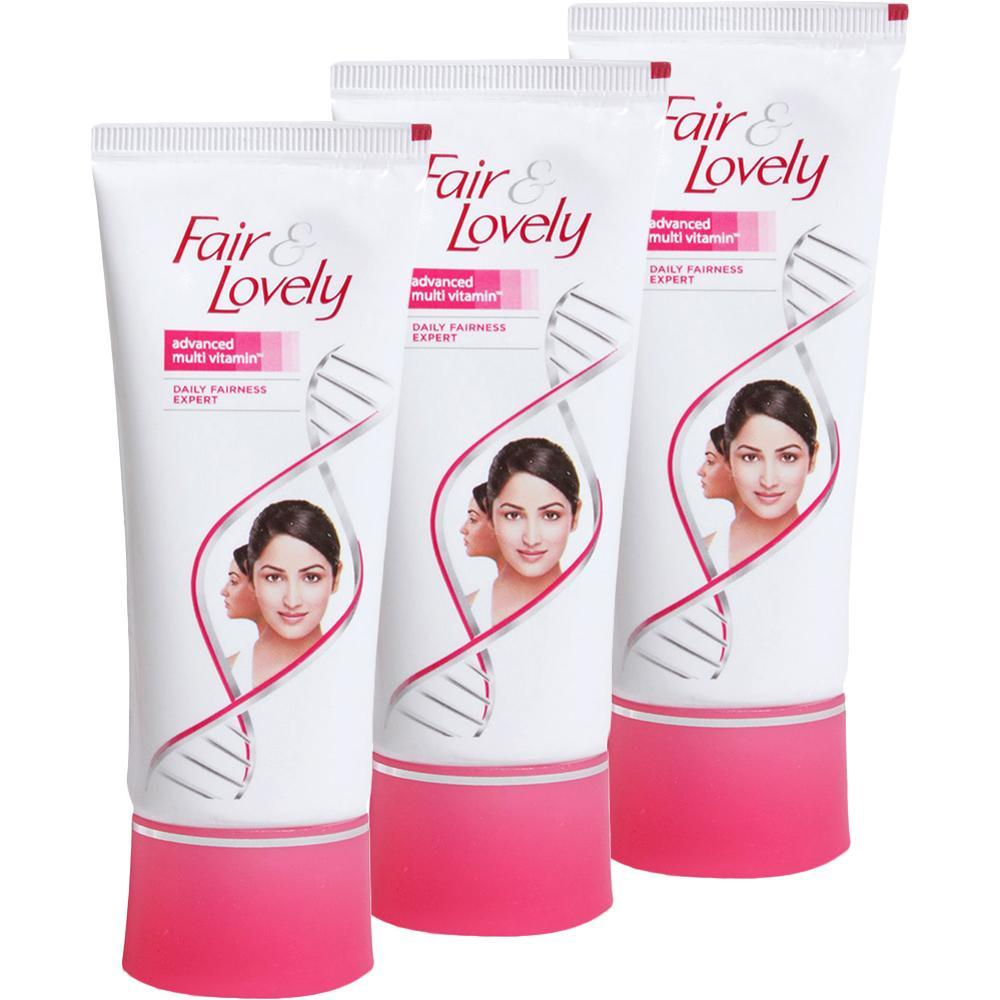 Fair &
Lovely
advanced
multi vitamin™
DAILY FAIRNESS
EXPERT
Fair &
Lovely
advanced
multi vitamin™
DAILY FAIRNESS
EXPERT
Fair &
Lovely
advanced
multi vitamin™
DAILY FAIRNESS
EXPERT